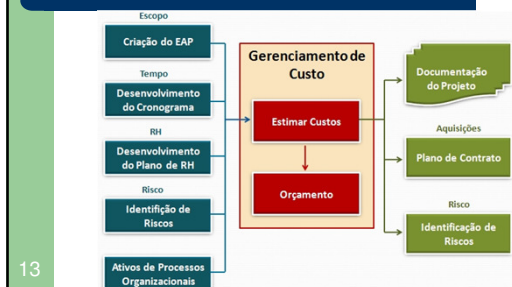 Escopo
Criação do EAP
Tempo
Desenvolvimento
do Cronograma
RH
Desenvolvimento
do Plano de RH
Risco
Identifição de
Riscos
Ativos de Processos
Organizacionais
Gerenciamento de
Custo
Estimar Custos
Orçamento
Documentação
do Projeto
Aquisições
Plano de Contrato
Risco
Identificação de
Riscos
13